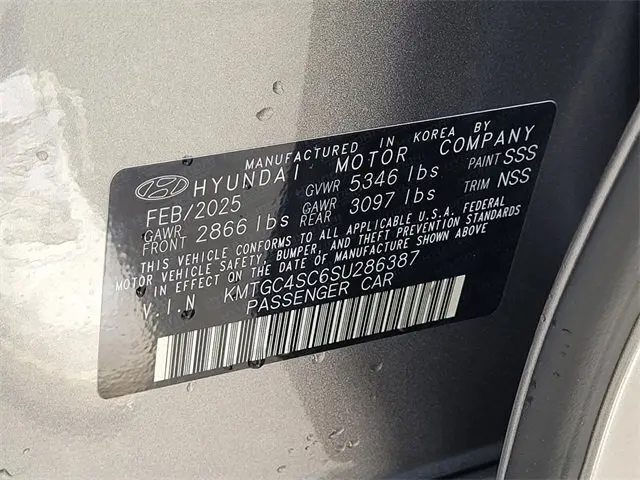 MANUFACTURED IN KOREA BY
HYUNDAI MOTOR COMPANY
FEB/2025 GVWR 5346 lbs PAINT SSS
GAWR FRONT 2866 lbs GAWR REAR 3097 lbs TRIM NSS
THIS VEHICLE CONFORMS TO ALL APPLICABLE U.S.A. FEDERAL
MOTOR VEHICLE SAFETY, BUMPER, AND THEFT PREVENTION STANDARDS
IN EFFECT ON THE DATE OF MANUFACTURE SHOWN ABOVE
V.I.N KMTGC4SC6SU286387
PASSENGER CAR